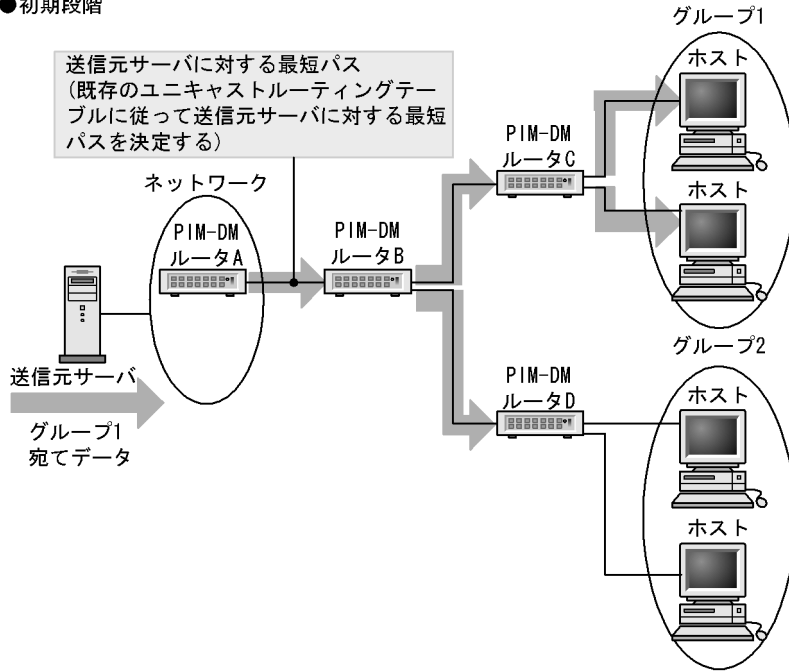 ●初期段階
グループ1
送信元サーバに対する最短パス
(既存のユニキャストルーティングテー
ブルに従って送信元サーバに対する最短
パスを決定する)
ホスト
PIM-DM
ルータC
ネットワーク
ホスト
PIM-DM
ルータA
PIM-DM
ルータB
グループ2
送信元サーバ
PIM-DM
ルータD
ホスト
グループ1
宛てデータ
ホスト